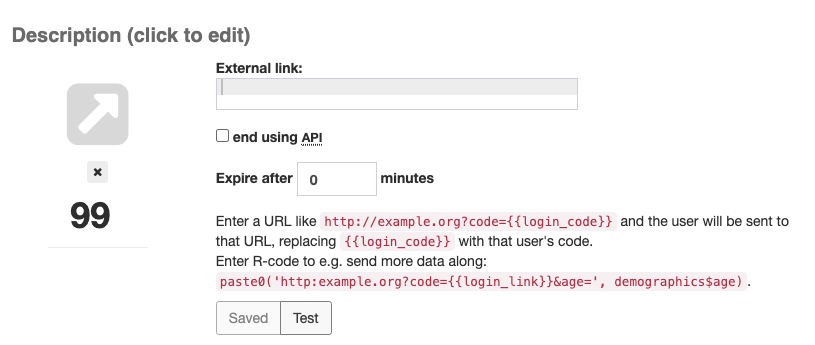 Description (click to edit)
External link:
end using API
Expire after 0 minutes
99
Enter a URL like http://example.org?code={{login_code}} and the user will be sent to
that URL, replacing {{login_code}} with that user's code.
Enter R-code to e.g. send more data along:
paste0('http:example.org?code={{login_link}}&age=', demographics$age).
Saved Test